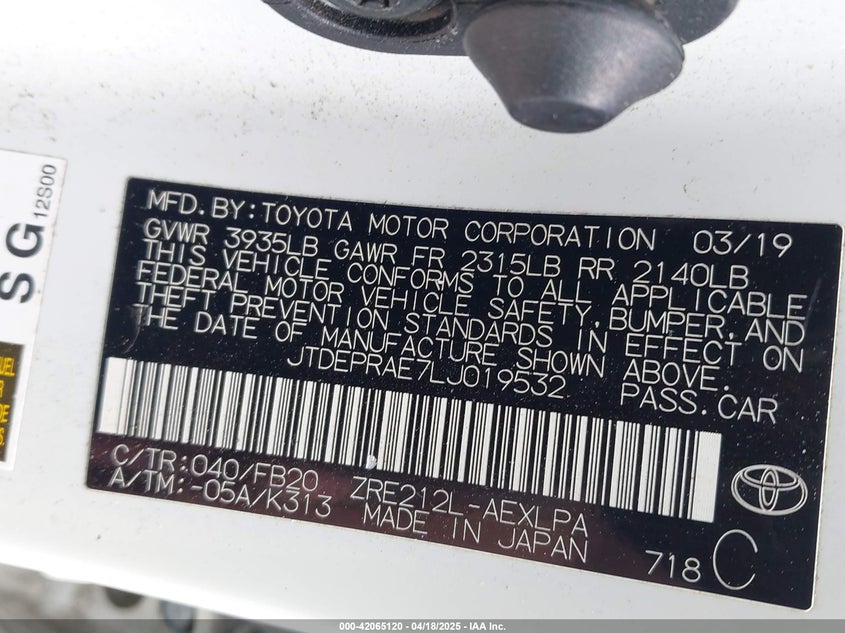 SG
12S00
MFD.BY:TOYOTA MOTOR CORPORATION 03/19
GVWR 3935LB GAWR FR 2315LB RR 2140LB
THIS VEHICLE CONFORMS TO ALL APPLICABLE
FEDERAL MOTOR VEHICLE SAFETY,BUMPER,AND
THEFT PREVENTION STANDARDS IN EFFECT ON
THE DATE OF MANUFACTURE SHOWN ABOVE.
JTDEPRAE7LJ019532 PASS.CAR
C/TR:040/FB20 ZRE212L-AEXLPA
A/TM:-05A/K313 MADE IN JAPAN
718 C
000-42065120 - 04/18/2025 - IAA Inc.